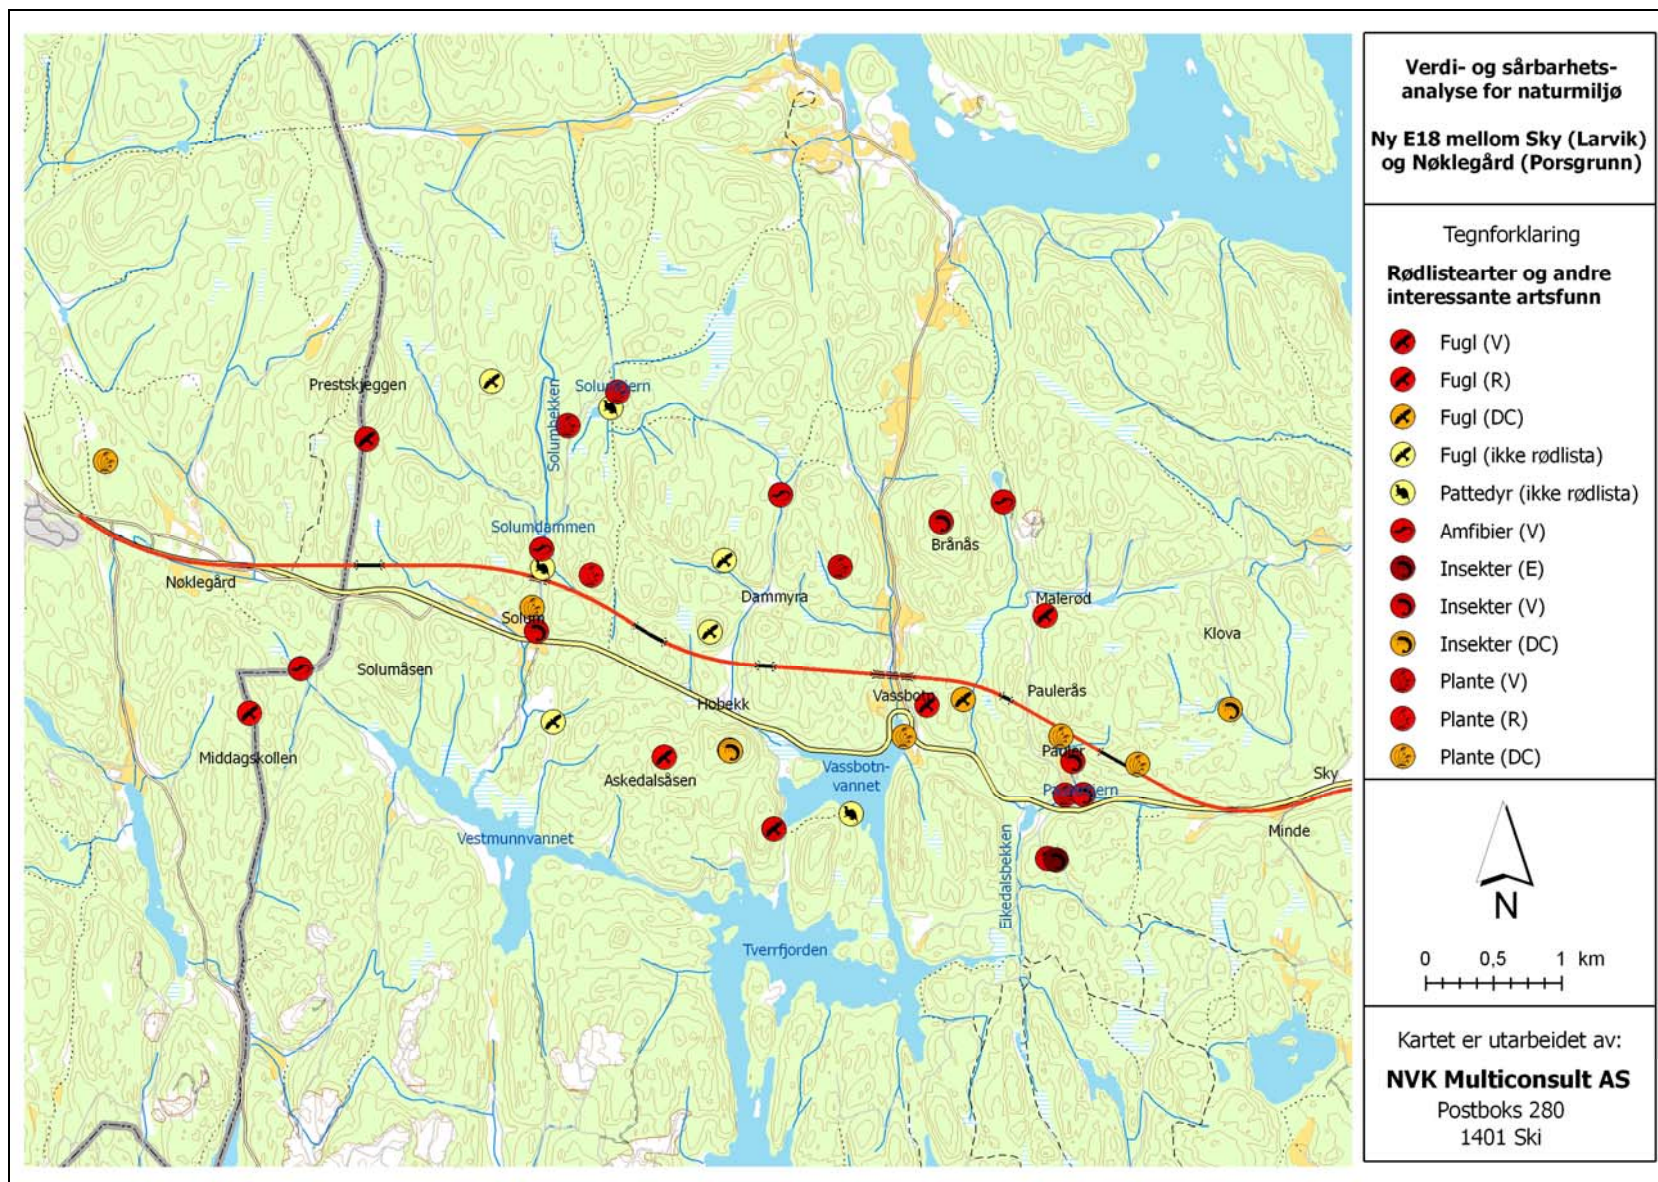 Verdi- og sårbarhets-
analyse for naturmiljø
Ny E18 mellom Sky (Larvik)
og Nøklegård (Porsgrunn)
Tegnforklaring
Rødlistearter og andre
interessante artsfunn
Fugl (V)
Fugl (R)
Fugl (DC)
Fugl (ikke rødlista)
Pattedyr (ikke rødlista)
Amfibier (V)
Insekter (E)
Insekter (V)
Insekter (DC)
Plante (V)
Plante (R)
Plante (DC)
N
0 0,5 1 km
Kartet er utarbeidet av:
NVK Multiconsult AS
Postboks 280
1401 Ski
Prestskjeggen
Solumbekken
Solumdammen
Brånås
Nøklegård
Dammyra
Malerød
Solum
Klova
Solumåsen
Paulerås
Hobekk
Vassbotn
Middagskollen
Pauler
Askedalsåsen
Vassbotn-
vannet
Sky
Vestmunnvannet
Minde
Eikedalsbekken
Tverrfjorden